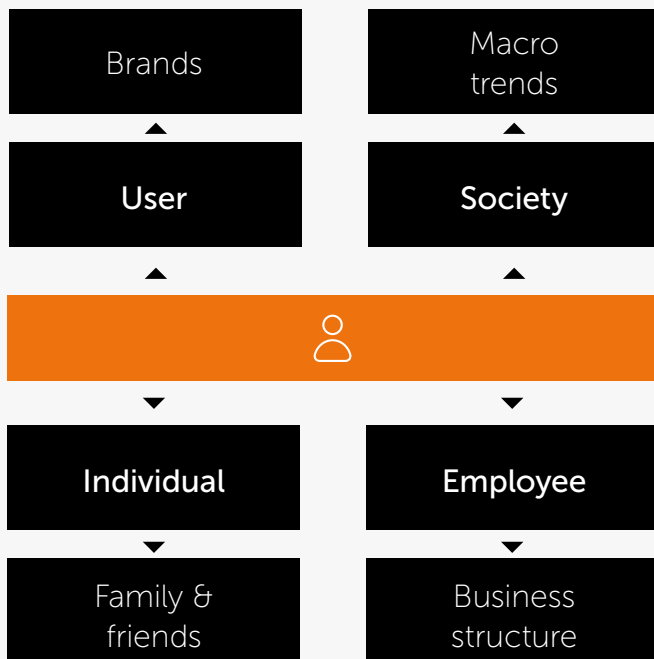 Brands
Macro
trends
User
Society
Individual
Employee
Family &
friends
Business
structure